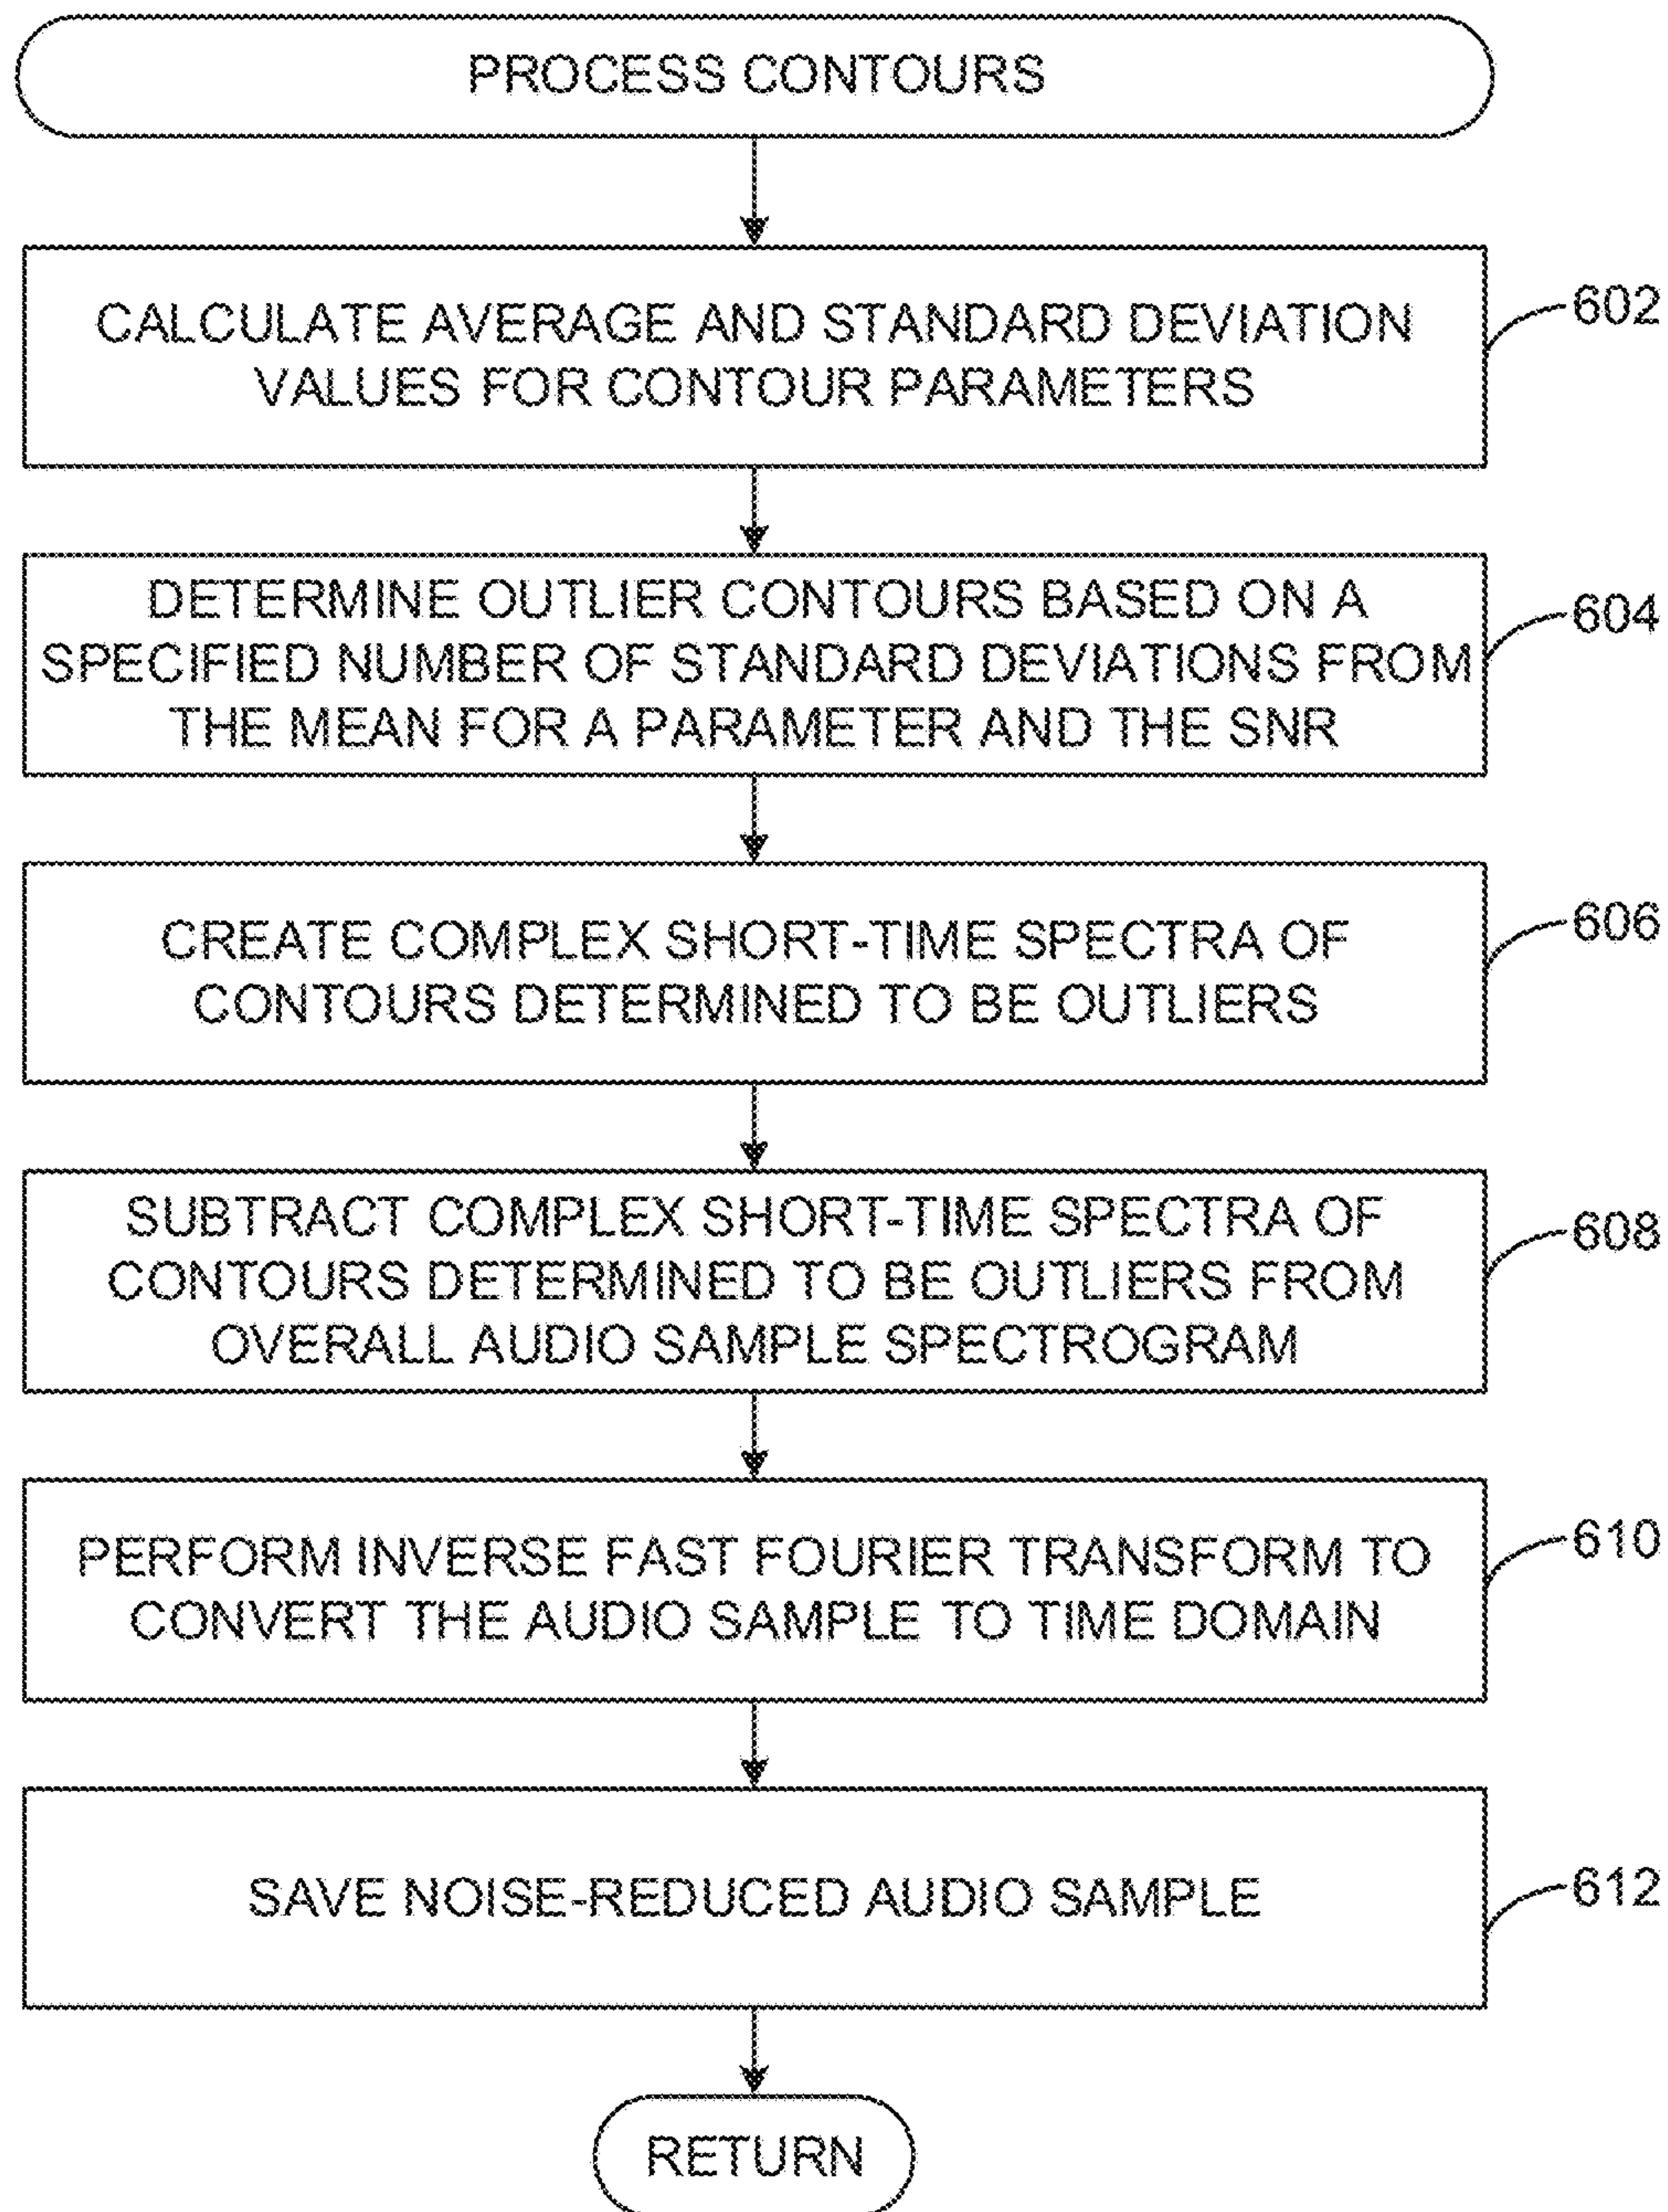 PROCESS CONTOURS
CALCULATE AVERAGE AND STANDARD DEVIATION
VALUES FOR CONTOUR PARAMETERS
602
DETERMINE OUTLIER CONTOURS BASED ON A
SPECIFIED NUMBER OF STANDARD DEVIATIONS FROM
THE MEAN FOR A PARAMETER AND THE SNR
604
CREATE COMPLEX SHORT-TIME SPECTRA OF
CONTOURS DETERMINED TO BE OUTLIERS
606
SUBTRACT COMPLEX SHORT-TIME SPECTRA OF
CONTOURS DETERMINED TO BE OUTLIERS FROM
OVERALL AUDIO SAMPLE SPECTROGRAM
608
PERFORM INVERSE FAST FOURIER TRANSFORM TO
CONVERT THE AUDIO SAMPLE TO TIME DOMAIN
610
SAVE NOISE-REDUCED AUDIO SAMPLE
612
RETURN